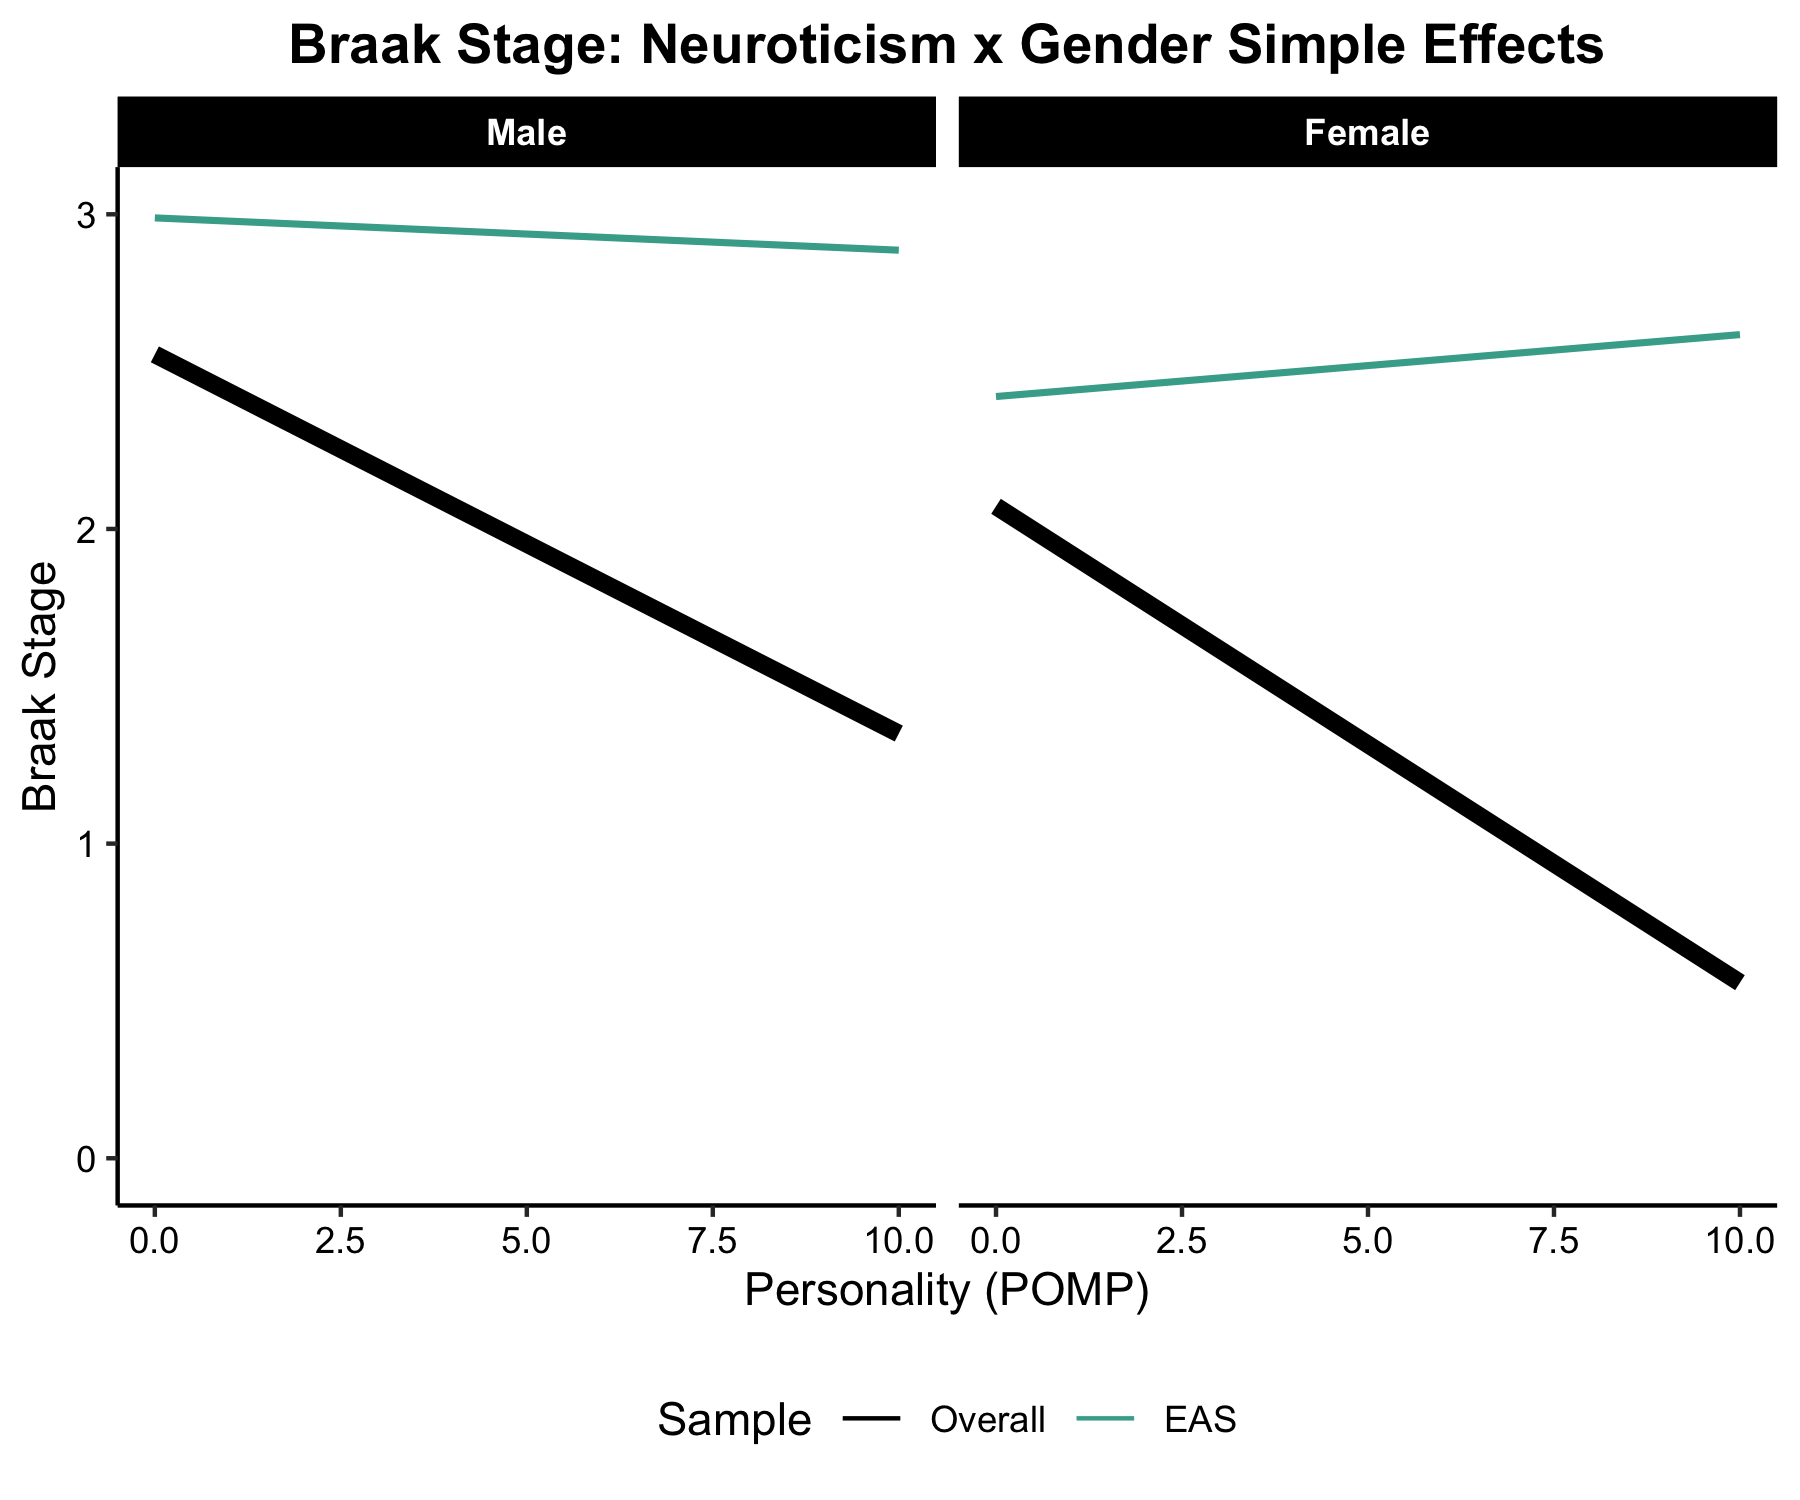 Braak Stage: Neuroticism x Gender Simple Effects
Male
Female
3
2
1
0
Braak Stage
0.0 2.5 5.0 7.5 10.0 0.0 2.5 5.0 7.5 10.0
Personality (POMP)
Sample Overall EAS